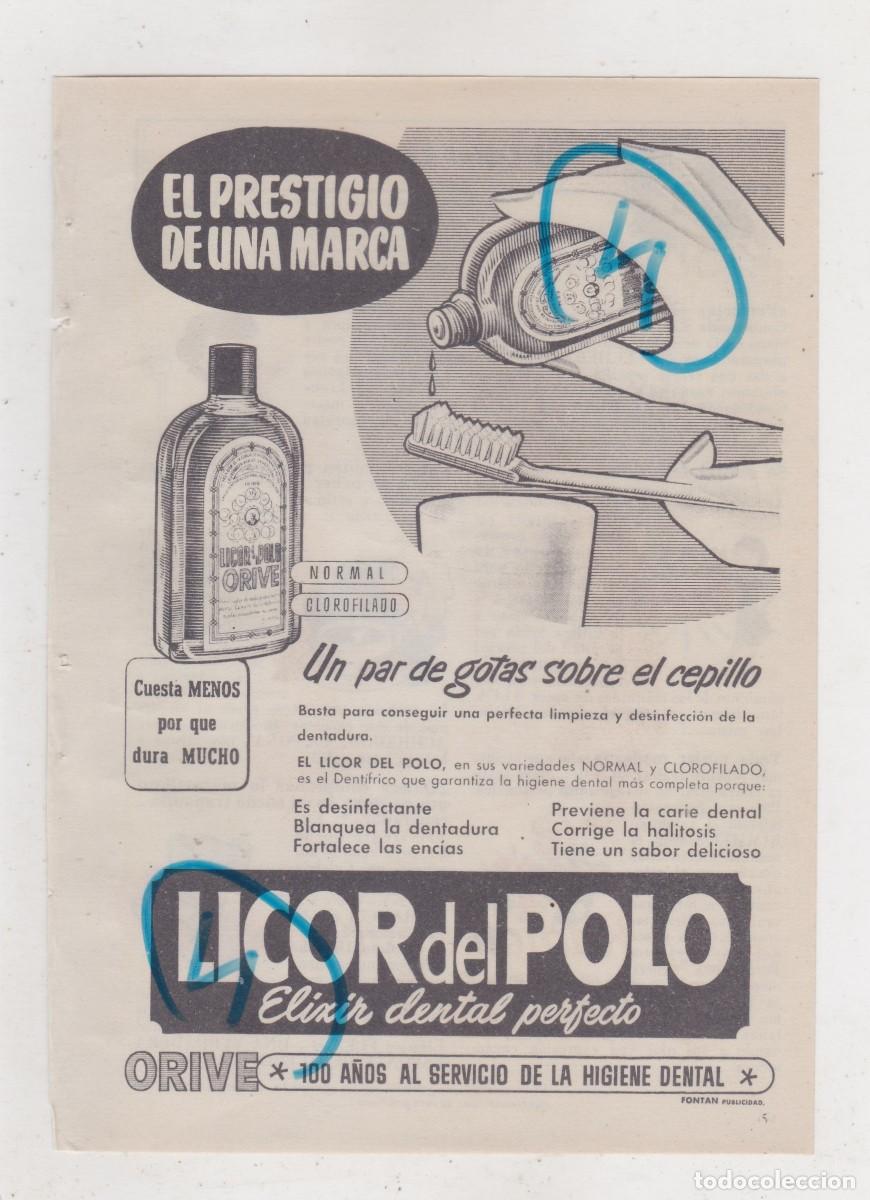 EL PRESTIGIO
DE UNA MARCA
4
LICOR del POLO
ORIVE
NORMAL
CLOROFILADO
Cuesta MENOS
por que
dura MUCHO
Un par de gotas sobre el cepillo
Basta para conseguir una perfecta limpieza y desinfección de la
dentadura.
EL LICOR DEL POLO, en sus variedades NORMAL y CLOROFILADO,
es el Dentífrico que garantiza la higiene dental más completa porque:
Es desinfectante
Blanquea la dentadura
Fortalece las encías
Previene la carie dental
Corrige la halitosis
Tiene un sabor delicioso
4
LICOR del POLO
Elixir dental perfecto
ORIVE * 100 AÑOS AL SERVICIO DE LA HIGIENE DENTAL *
FONTAN PUBLICIDAD.
5
todocoleccion